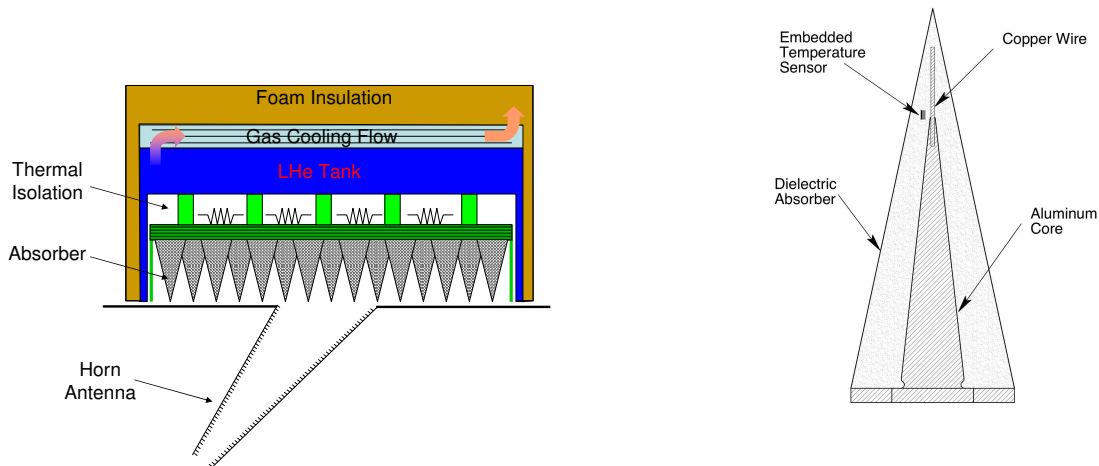 Foam Insulation
Gas Cooling Flow
LHe Tank
Thermal
Isolation
Absorber
Horn
Antenna
Embedded
Temperature
Sensor
Copper Wire
Dielectric
Absorber
Aluminum
Core